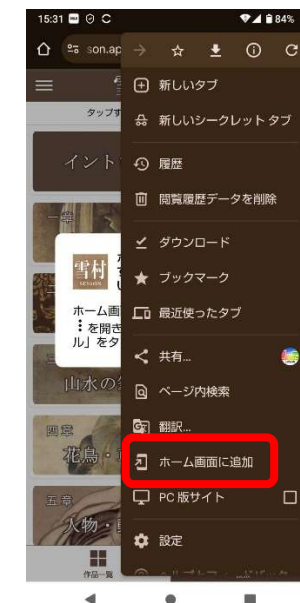 15:31
84%
son.ap
新しいタブ
新しいシークレット タブ
履歴
閲覧履歴データを削除
ダウンロード
ブックマーク
最近使ったタブ
共有...
ページ内検索
翻訳...
ホーム画面に追加
PC 版サイト
設定
タップす
イント
一章
雪村
ホーム画
を開き
ル」をタ
山水の
四章
花鳥・
五章
人物・
作品一覧